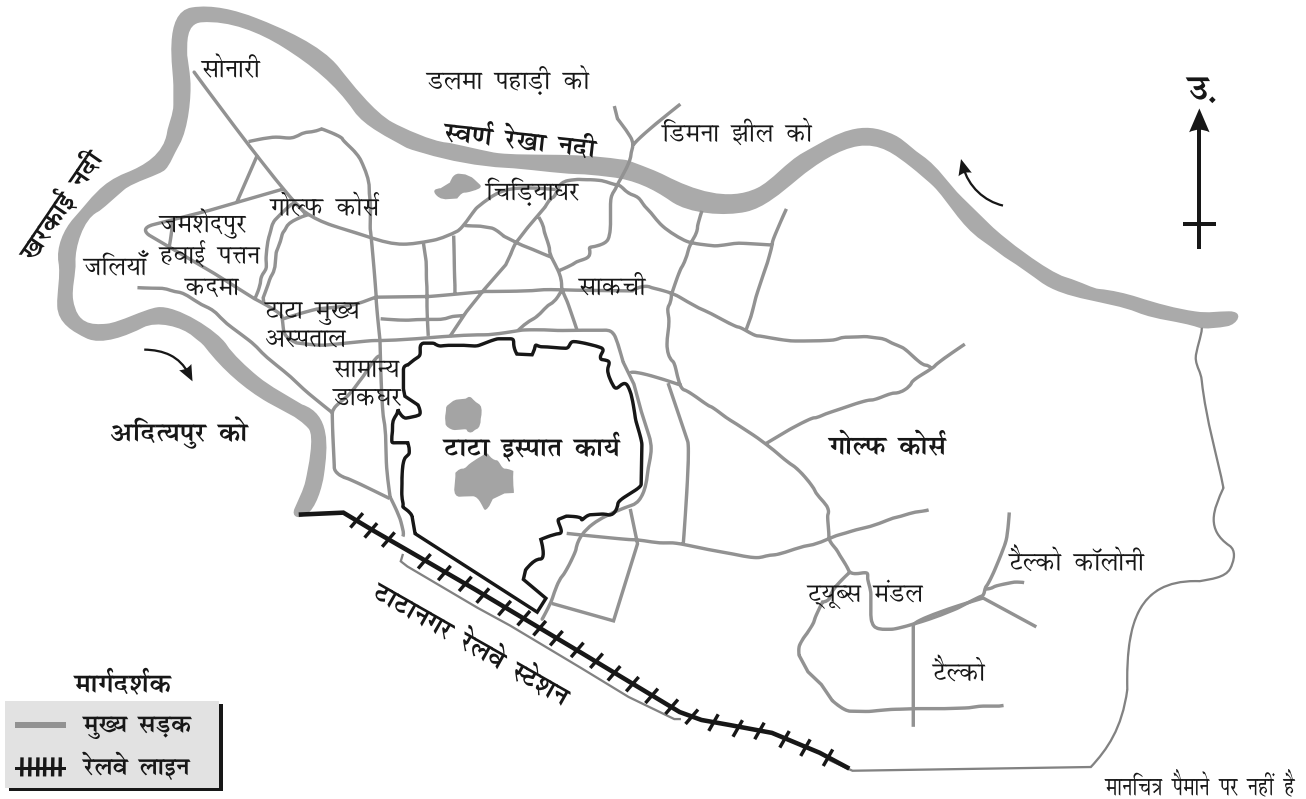 सोनारी
डलमा पहाड़ी को
उ.
स्वर्ण रेखा नदी
डिमना झील को
खरकाई नदी
चिड़ियाघर
गोल्फ कोर्स
जमशेदपुर
हवाई पत्तन
जलियाँ
कदमा
साकची
टाटा मुख्य
अस्पताल
सामान्य
डाकघर
अदित्यपुर को
टाटा इस्पात कार्य
गोल्फ कोर्स
टैल्को कॉलोनी
ट्यूब्स मंडल
टाटानगर रेलवे स्टेशन
टैल्को
मार्गदर्शक
मुख्य सड़क
रेलवे लाइन
मानचित्र पैमाने पर नहीं है